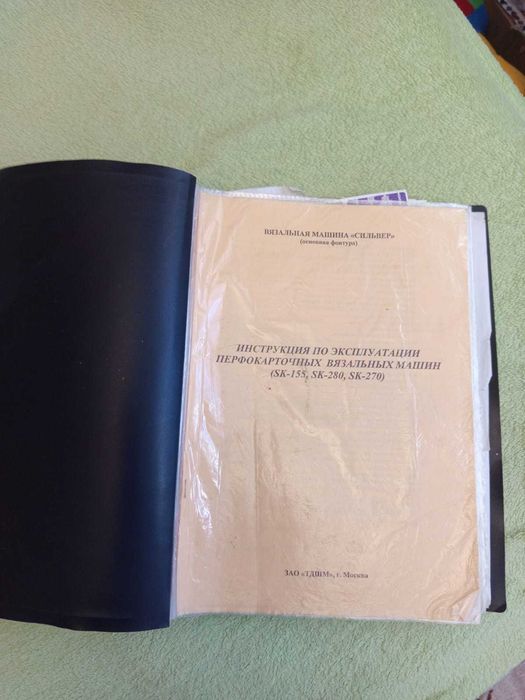 ВЯЗАЛЬНАЯ МАШИНА «СИЛЬВЕР»
(основная фонтура)
ИНСТРУКЦИЯ ПО ЭКСПЛУАТАЦИИ
ПЕРФОКАРТОЧНЫХ ВЯЗАЛЬНЫХ МАШИН
(SK-155, SK-280, SK-270)
ЗАО «ТДШМ», г. Москва